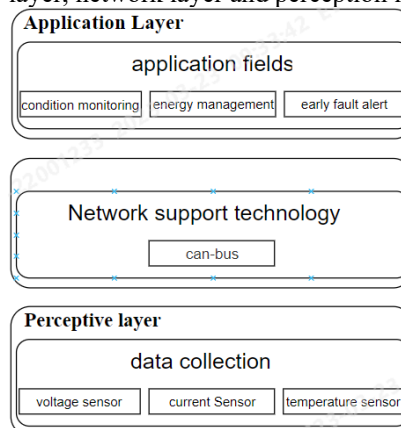 layer, network layer and perception
Application Layer
application fields
condition monitoring energy management early fault alert
Network support technology
can-bus
Perceptive layer
data collection
voltage sensor current Sensor temperature sensor